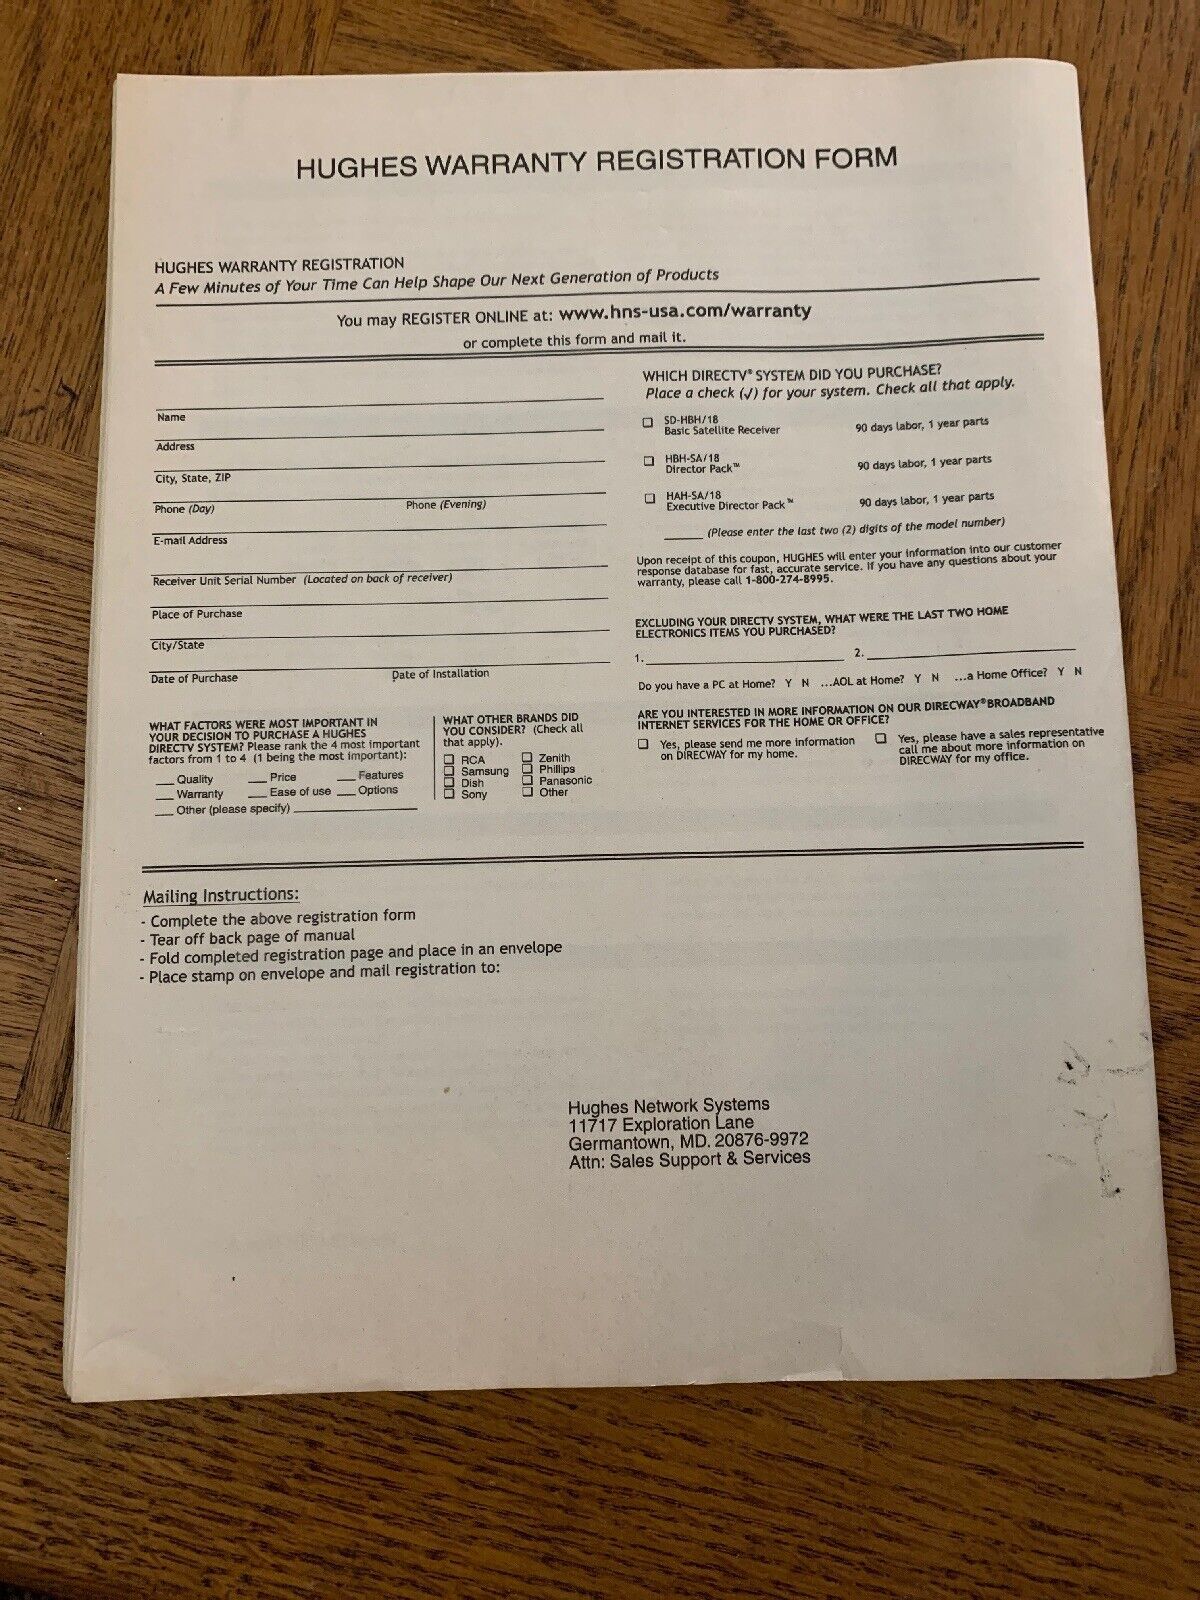 HUGHES WARRANTY REGISTRATION FORM
HUGHES WARRANTY REGISTRATION
A Few Minutes of Your Time Can Help Shape Our Next Generation of Products
You may REGISTER ONLINE at: www.hns-usa.com/warranty
or complete this form and mail it.
Name
Address
City, State, ZIP
Phone (Day) Phone (Evening)
E-mail Address
Receiver Unit Serial Number (Located on back of receiver)
Place of Purchase
City/State
Date of Purchase Date of Installation
WHAT FACTORS WERE MOST IMPORTANT IN
YOUR DECISION TO PURCHASE A HUGHES
DIRECTV SYSTEM? Please rank the 4 most important
factors from 1 to 4 (1 being the most important):
__ Quality __ Price __ Features
__ Warranty __ Ease of use __ Options
__ Other (please specify) ____________
WHAT OTHER BRANDS DID
YOU CONSIDER? (Check all
that apply).
☐ RCA ☐ Zenith
☐ Samsung ☐ Phillips
☐ Dish ☐ Panasonic
☐ Sony ☐ Other
WHICH DIRECTV® SYSTEM DID YOU PURCHASE?
Place a check (√) for your system. Check all that apply.
☐ SD-HBH/18
Basic Satellite Receiver 90 days labor, 1 year parts
☐ HBH-SA/18
Director Pack™ 90 days labor, 1 year parts
☐ HAH-SA/18
Executive Director Pack™ 90 days labor, 1 year parts
_____ (Please enter the last two (2) digits of the model number)
Upon receipt of this coupon, HUGHES will enter your information into our customer
response database for fast, accurate service. If you have any questions about your
warranty, please call 1-800-274-8995.
EXCLUDING YOUR DIRECTV SYSTEM, WHAT WERE THE LAST TWO HOME
ELECTRONICS ITEMS YOU PURCHASED?
1. ____________ 2. ____________
Do you have a PC at Home? Y N ...AOL at Home? Y N ...a Home Office? Y N
ARE YOU INTERESTED IN MORE INFORMATION ON OUR DIRECWAY® BROADBAND
INTERNET SERVICES FOR THE HOME OR OFFICE?
☐ Yes, please send me more information
on DIRECWAY for my home.
☐ Yes, please have a sales representative
call me about more information on
DIRECWAY for my office.
Mailing Instructions:
- Complete the above registration form
- Tear off back page of manual
- Fold completed registration page and place in an envelope
- Place stamp on envelope and mail registration to:
Hughes Network Systems
11717 Exploration Lane
Germantown, MD. 20876-9972
Attn: Sales Support & Services